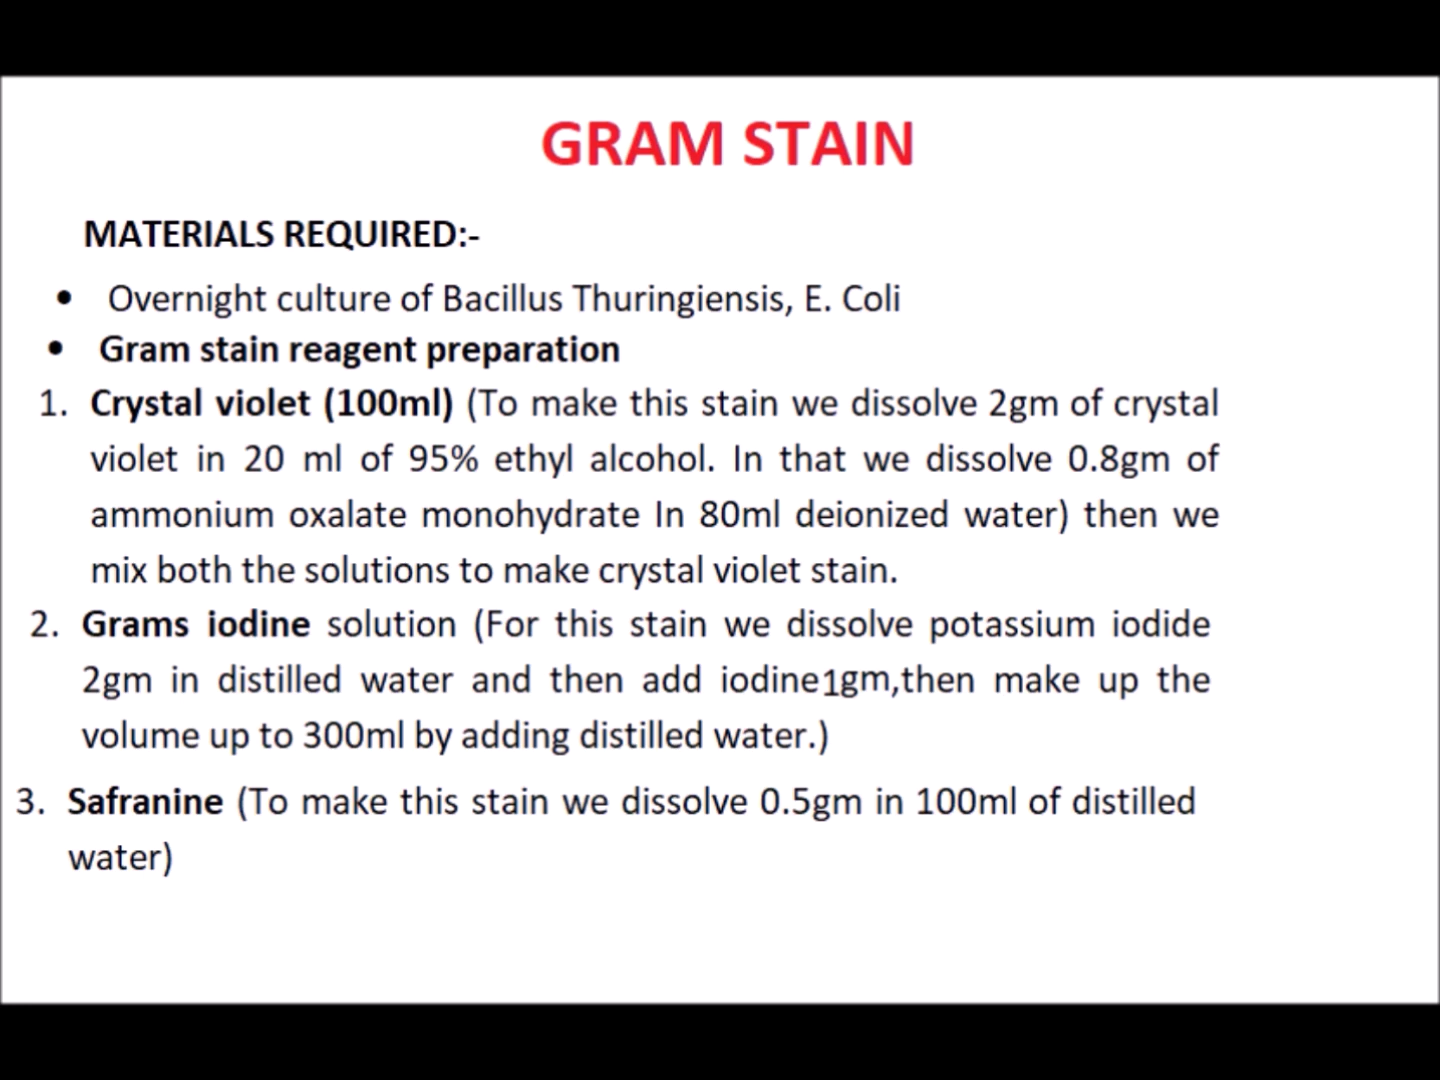 GRAM STAIN
MATERIALS REQUIRED:-
• Overnight culture of Bacillus Thuringiensis, E. Coli
• Gram stain reagent preparation
1. Crystal violet (100ml) (To make this stain we dissolve 2gm of crystal
violet in 20 ml of 95% ethyl alcohol. In that we dissolve 0.8gm of
ammonium oxalate monohydrate In 80ml deionized water) then we
mix both the solutions to make crystal violet stain.
2. Grams iodine solution (For this stain we dissolve potassium iodide
2gm in distilled water and then add iodine1gm,then make up the
volume up to 300ml by adding distilled water.)
3. Safranine (To make this stain we dissolve 0.5gm in 100ml of distilled
water)